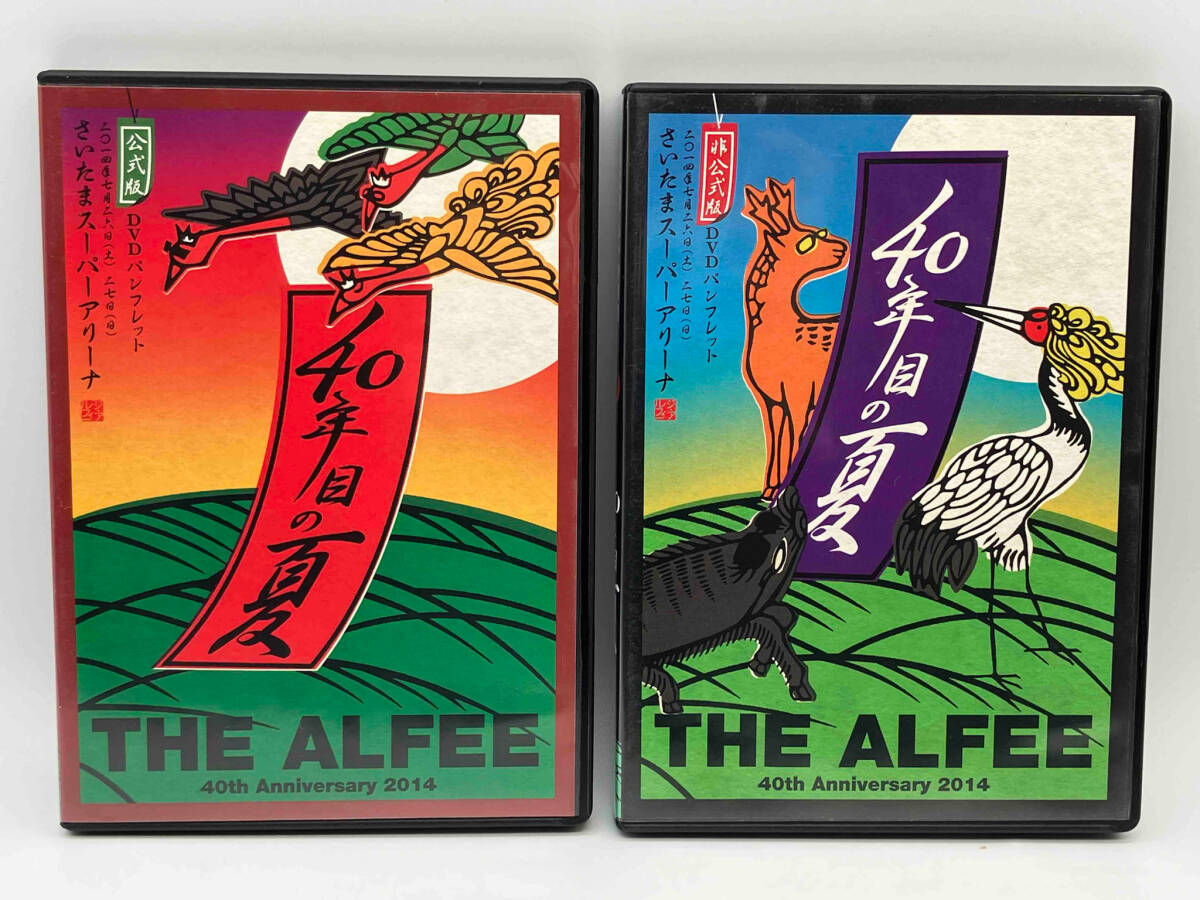 公式版
DVDパンフレット
二〇一四年七月二六日(土)二七日(日)
さいたまスーパーアリーナ
40年目の夏
THE ALFEE
40th Anniversary 2014
非公式版
DVDパンフレット
二〇一四年七月二六日(土)二七日(日)
さいたまスーパーアリーナ
40年目の夏
THE ALFEE
40th Anniversary 2014